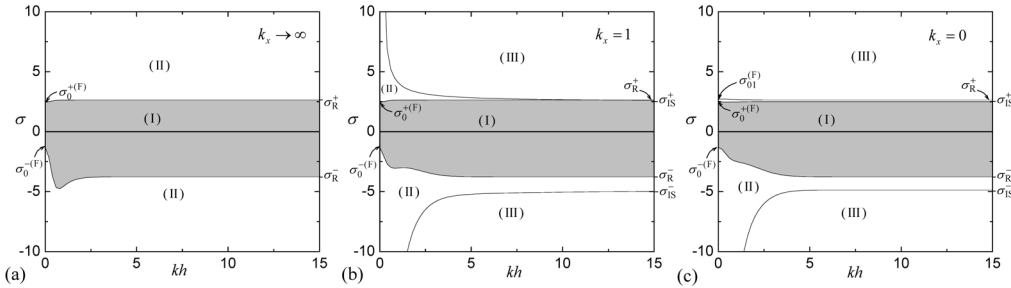 10
k_x → ∞
(II)
5
σ_0^{+(F)}
σ_R^+
σ
(I)
0
σ_0^{-(F)}
σ_R^-
(II)
-5
-10
0 5 10 15
(a)
kh
10
k_x = 1
(III)
5
(II)
σ_R^+
σ_0^{+(F)}
σ_IS^+
(I)
0
σ_0^{-(F)}
σ_R^-
(II)
σ_IS^-
-5
(III)
-10
0 5 10 15
(b)
kh
10
k_x = 0
(III)
5
σ_01^{(F)}
σ_R^+
σ_IS^+
σ_0^{+(F)}
σ
(I)
0
σ_0^{-(F)}
σ_R^-
(II)
σ_IS^-
-5
(III)
-10
0 5 10 15
(c)
kh